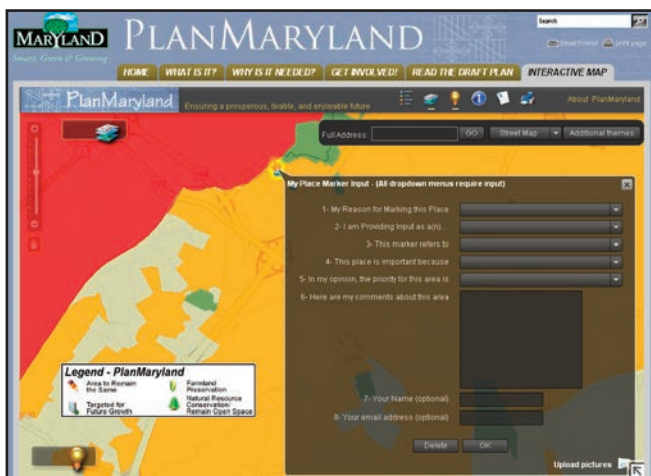 MARYLAND
Smart, Green & Growing
PLANMARYLAND
Search
Email Friend
print page
HOME
WHAT IS IT?
WHY IS IT NEEDED?
GET INVOLVED!
READ THE DRAFT PLAN
INTERACTIVE MAP
PlanMaryland
Ensuring a prosperous, livable, and enjoyable future
About PlanMaryland
Full Address:
GO
Street Map
Additional themes
My Place Marker Input - (All dropdown menus require input)
1- My Reason for Marking this Place
2- I am Providing Input as a(n)...
3- This marker refers to
4- This place is important because
5- In my opinion, the priority for this area is
6- Here are my comments about this area
7- Your Name (optional)
8- Your email address (optional)
Delete
OK
Upload pictures
Legend - PlanMaryland
Area to Remain
the Same
Farmland
Preservation
Targeted for
Future Growth
Natural Resource
Conservation/
Remain Open Space